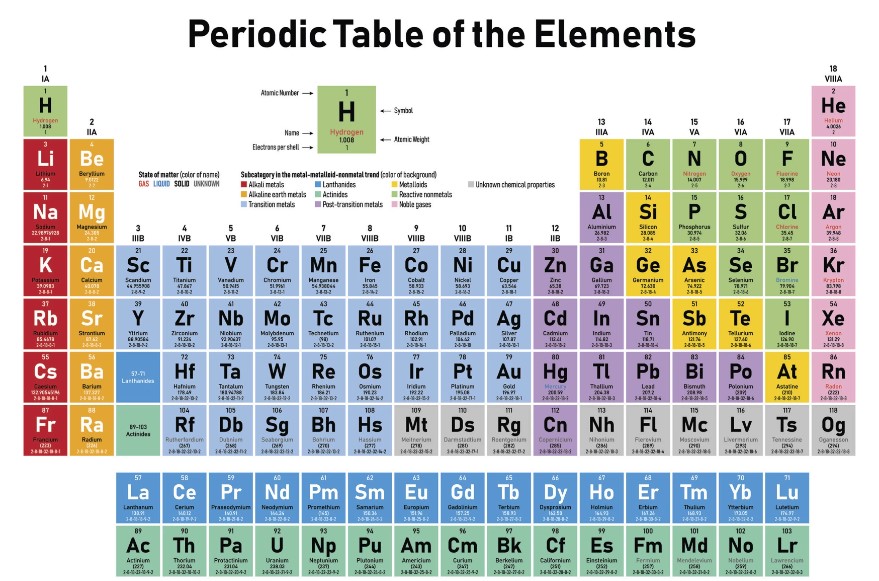 Periodic Table of the Elements
1 18
IA VIIIA
1 2
H He
Hydrogen Helium
1.008 4.0026
1 2
Atomic Number
1
H
Symbol
Name
Hydrogen
1.008
Atomic Weight
Electrons per shell
1
2 13 14 15 16 17
IIA IIIA IVA VA VIA VIIA
3 4 5 6 7 8 9 10
Li Be B C N O F Ne
Lithium Beryllium Boron Carbon Nitrogen Oxygen Fluorine Neon
6.94 10.81 12.011 14.007 15.999 18.998 20.180
2-1 2-2 2-3 2-4 2-5 2-6 2-7 2-8
State of matter (color of name)
GAS LIQUID SOLID UNKNOWN
Subcategory in the metal-metalloid-nonmetal trend (color of background)
Alkali metals
Alkaline earth metals
Transition metals
Lanthanides
Actinides
Post-transition metals
Metalloids
Reactive nonmetals
Noble gases
Unknown chemical properties
11 12 13 14 15 16 17 18
Na Mg Al Si P S Cl Ar
Sodium Magnesium Aluminium Silicon Phosphorus Sulfur Chlorine Argon
24.305 26.982 28.085 30.974 32.06 35.45 39.948
2-8-1 2-8-2 2-8-3 2-8-4 2-8-5 2-8-6 2-8-7 2-8-8
3 4 5 6 7 8 9 10 11 12
IIIB IVB VB VIB VIIB VIIIB VIIIB VIIIB IB IIB
19 20 21 22 23 24 25 26 27 28 29 30 31 32 33 34 35 36
K Ca Sc Ti V Cr Mn Fe Co Ni Cu Zn Ga Ge As Se Br Kr
Potassium Calcium Scandium Titanium Vanadium Chromium Manganese Iron Cobalt Nickel Copper Zinc Gallium Germanium Arsenic Selenium Bromine Krypton
39.0983 44.955908 47.867 50.9415 51.9961 54.938044 55.845 58.933 58.693 63.546 65.38 69.723 72.630 74.922 78.971 79.904 83.798
37 38 39 40 41 42 43 44 45 46 47 48 49 50 51 52 53 54
Rb Sr Y Zr Nb Mo Tc Ru Rh Pd Ag Cd In Sn Sb Te I Xe
Rubidium Strontium Yttrium Zirconium Niobium Molybdenum Technetium Ruthenium Rhodium Palladium Silver Cadmium Indium Tin Antimony Tellurium Iodine Xenon
85.4678 87.62 88.90584 91.224 92.90637 95.95 (98) 101.07 102.91 106.42 107.87 112.41 114.82 118.71 121.76 127.60 126.90 131.29
55 56 57-71 72 73 74 75 76 77 78 79 80 81 82 83 84 85 86
Cs Ba Hf Ta W Re Os Ir Pt Au Hg Tl Pb Bi Po At Rn
Caesium Barium Lanthanides Hafnium Tantalum Tungsten Rhenium Osmium Iridium Platinum Gold Mercury Thallium Lead Bismuth Polonium Astatine Radon
178.49 180.94788 183.84 186.21 190.23 192.22 195.08 196.97 200.59 204.38 207.2 208.98 (209) (210) (222)
87 88 89-103 104 105 106 107 108 109 110 111 112 113 114 115 116 117 118
Fr Ra Rf Db Sg Bh Hs Mt Ds Rg Cn Nh Fl Mc Lv Ts Og
Francium Radium Actinides Rutherfordium Dubnium Seaborgium Bohrium Hassium Meitnerium Darmstadtium Roentgenium Copernicium Nihonium Flerovium Moscovium Livermorium Tennessine Oganesson
(223) (226) (267) (268) (269) (270) (277) (278) (281) (282) (285) (286) (289) (290) (293) (294) (294)
57 58 59 60 61 62 63 64 65 66 67 68 69 70 71
La Ce Pr Nd Pm Sm Eu Gd Tb Dy Ho Er Tm Yb Lu
Lanthanum Cerium Praseodymium Neodymium Promethium Samarium Europium Gadolinium Terbium Dysprosium Holmium Erbium Thulium Ytterbium Lutetium
138.91 140.12 140.91 144.24 (145) 150.36 151.96 157.25 158.93 162.50 164.93 167.26 168.93 173.05 174.97
89 90 91 92 93 94 95 96 97 98 99 100 101 102 103
Ac Th Pa U Np Pu Am Cm Bk Cf Es Fm Md No Lr
Actinium Thorium Protactinium Uranium Neptunium Plutonium Americium Curium Berkelium Californium Einsteinium Fermium Mendelevium Nobelium Lawrencium
(227) 232.04 231.04 238.03 (237) (244) (243) (247) (247) (251) (252) (257) (258) (259) (266)